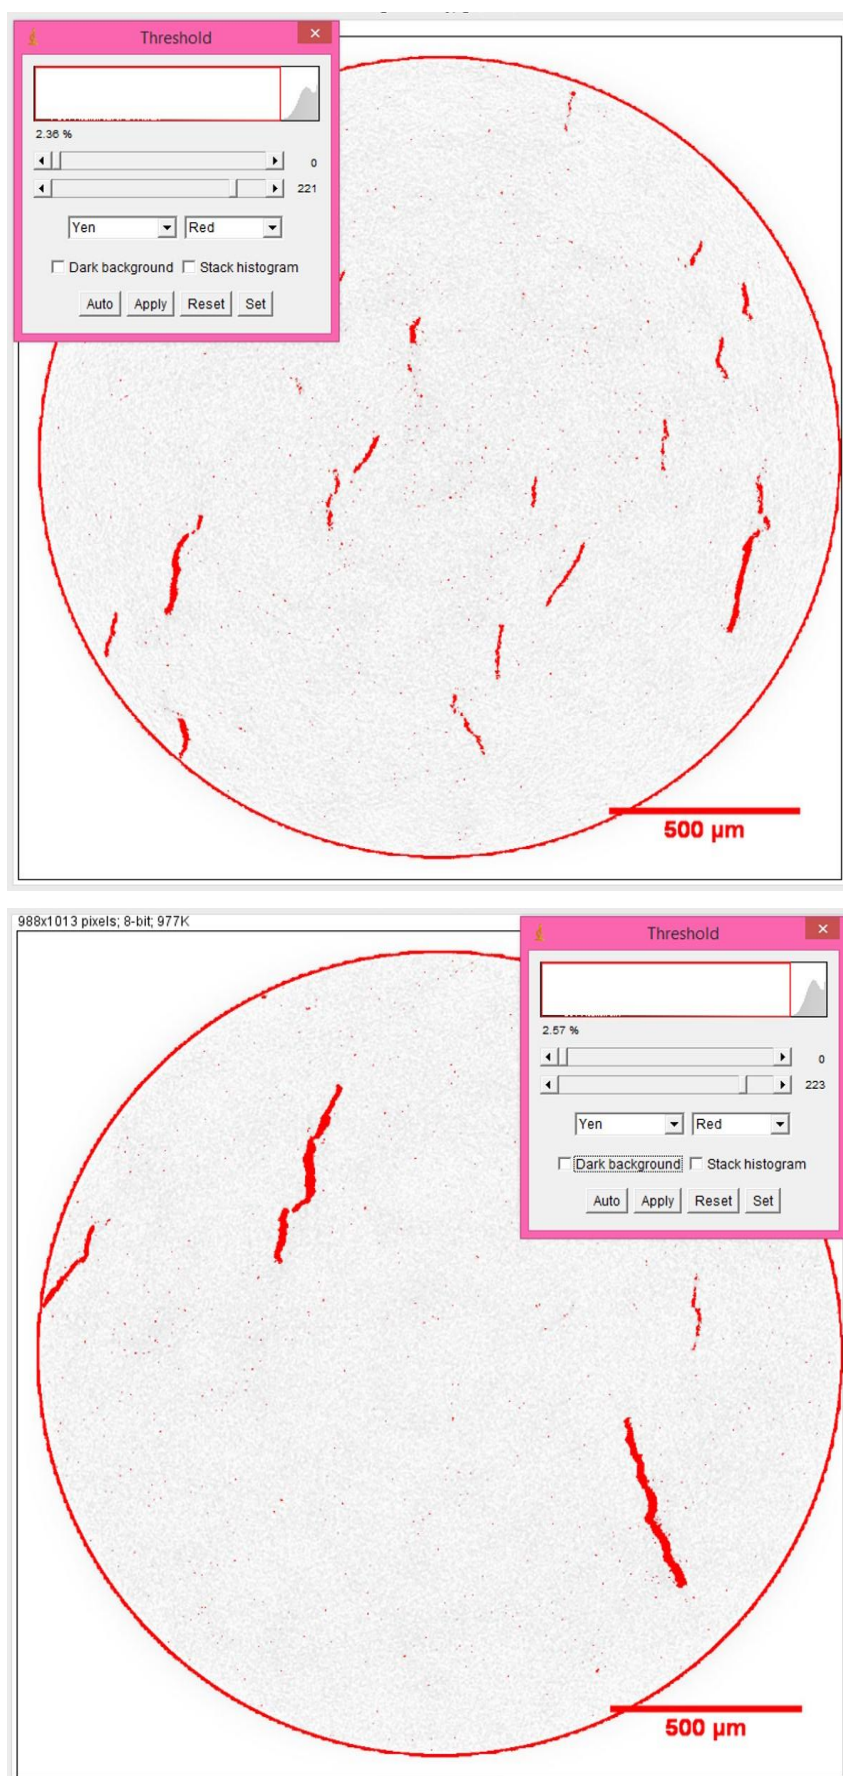 Threshold
2.36 %
0
221
Yen Red
Dark background Stack histogram
Auto Apply Reset Set
500 µm
988x1013 pixels; 8-bit; 977K
Threshold
2.57 %
0
223
Yen Red
Dark background Stack histogram
Auto Apply Reset Set
500 µm